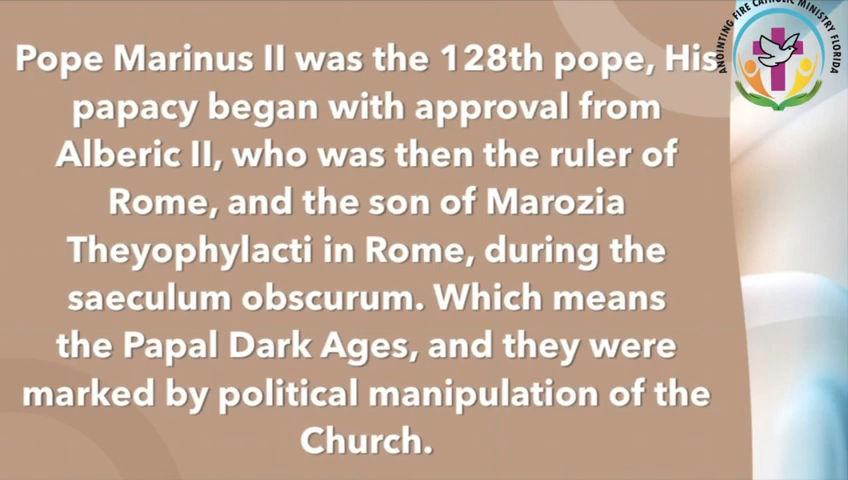 Pope Marinus II was the 128th pope, His
papacy began with approval from
Alberic II, who was then the ruler of
Rome, and the son of Marozia
Theyophylacti in Rome, during the
saeculum obscurum. Which means
the Papal Dark Ages, and they were
marked by political manipulation of the
Church.
ANOINTING FIRE CATHOLIC MINISTRY FLORIDA